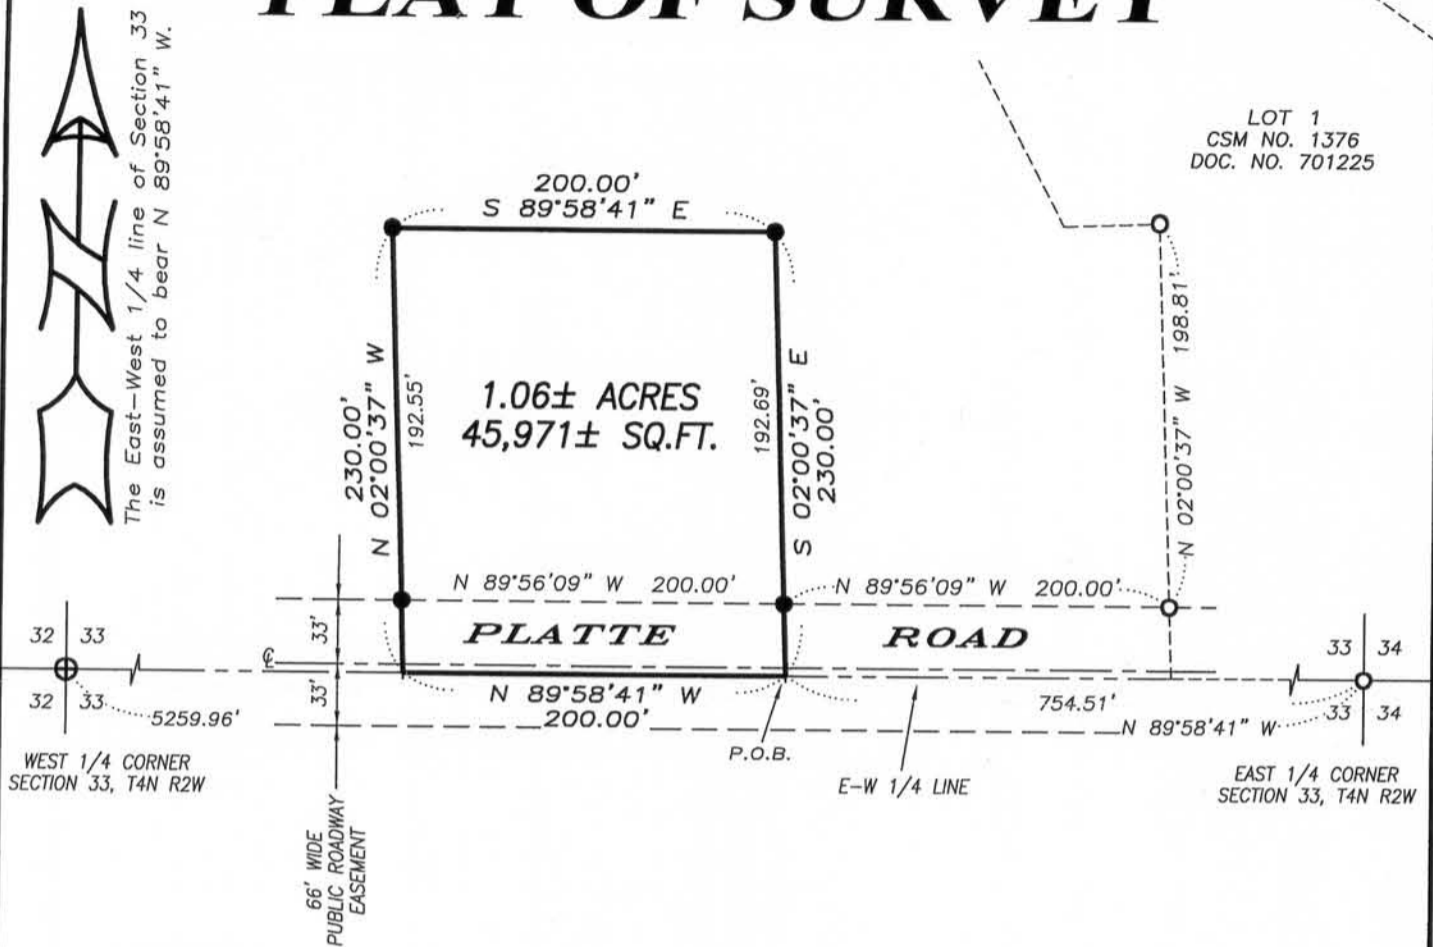 PLAT OF SURVEY
The East-West 1/4 line of Section 33
is assumed to bear N 89°58'41" W.
LOT 1
CSM NO. 1376
DOC. NO. 701225
200.00'
S 89°58'41" E
230.00'
N 02°00'37" W
192.55'
1.06± ACRES
45,971± SQ.FT.
192.69'
S 02°00'37" E
230.00'
N 02°00'37" W 198.81'
N 89°56'09" W 200.00'
N 89°56'09" W 200.00'
33'
33'
PLATTE ROAD
℄
N 89°58'41" W
200.00'
32 33
32 33
5259.96'
WEST 1/4 CORNER
SECTION 33, T4N R2W
P.O.B.
E-W 1/4 LINE
754.51'
N 89°58'41" W
33 34
33 34
EAST 1/4 CORNER
SECTION 33, T4N R2W
66' WIDE
PUBLIC ROADWAY
EASEMENT
N